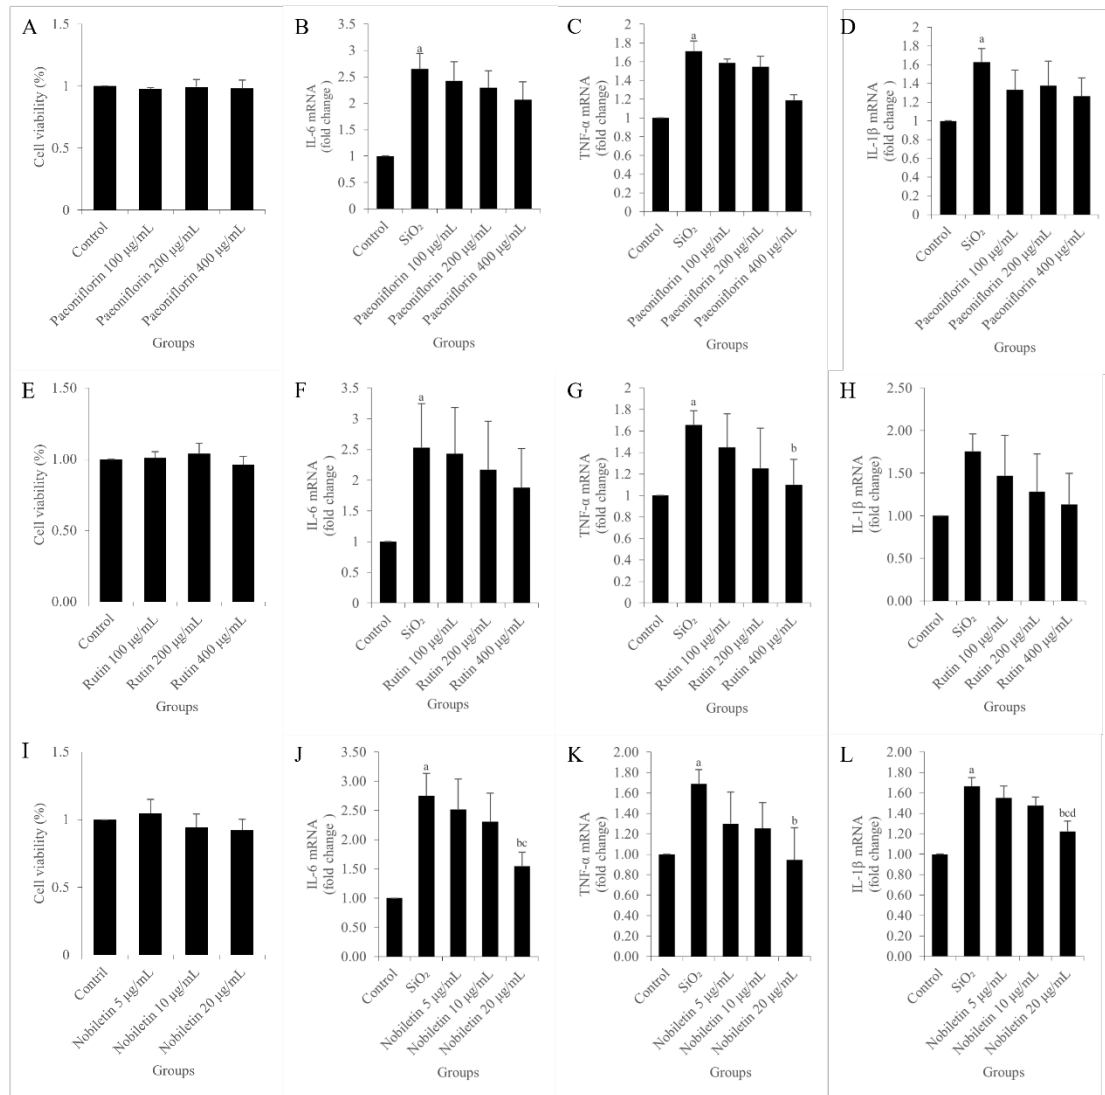 A
Cell viability (%)
1.5
1
0.5
0
Control
Paeoniflorin 100 µg/mL
Paeoniflorin 200 µg/mL
Paeoniflorin 400 µg/mL
Groups
B
IL-6 mRNA
(fold change )
3.5
3
2.5
2
1.5
1
0.5
0
a
Control
SiO₂
Paeoniflorin 100 µg/mL
Paeoniflorin 200 µg/mL
Paeoniflorin 400 µg/mL
Groups
C
TNF-α mRNA
(fold change)
2
1.8
1.6
1.4
1.2
1
0.8
0.6
0.4
0.2
0
a
Control
SiO₂
Paeoniflorin 100 µg/mL
Paeoniflorin 200 µg/mL
Paeoniflorin 400 µg/mL
Groups
D
IL-1β mRNA
(fold change)
2
1.8
1.6
1.4
1.2
1
0.8
0.6
0.4
0.2
0
a
Control
SiO₂
Paeoniflorin 100 µg/mL
Paeoniflorin 200 µg/mL
Paeoniflorin 400 µg/mL
Groups
E
Cell viability (%)
1.50
1.00
0.50
0.00
Control
Rutin 100 µg/mL
Rutin 200 µg/mL
Rutin 400 µg/mL
Groups
F
IL-6 mRNA
(fold change )
3.5
3
2.5
2
1.5
1
0.5
0
a
Control
SiO₂
Rutin 100 µg/mL
Rutin 200 µg/mL
Rutin 400 µg/mL
Groups
G
TNF-α mRNA
(fold change)
2
1.8
1.6
1.4
1.2
1
0.8
0.6
0.4
0.2
0
a
b
Control
SiO₂
Rutin 100 µg/mL
Rutin 200 µg/mL
Rutin 400 µg/mL
Groups
H
IL-1β mRNA
(fold change)
2.50
2.00
1.50
1.00
0.50
0.00
Control
SiO₂
Rutin 100 µg/mL
Rutin 200 µg/mL
Rutin 400 µg/mL
Groups
I
Cell viability (%)
1.5
1
0.5
0
Contril
Nobiletin 5 µg/mL
Nobiletin 10 µg/mL
Nobiletin 20 µg/mL
Groups
J
IL-6 mRNA
(fold change )
3.50
3.00
2.50
2.00
1.50
1.00
0.50
0.00
a
bc
Control
SiO₂
Nobiletin 5 µg/mL
Nobiletin 10 µg/mL
Nobiletin 20 µg/mL
Groups
K
TNF-α mRNA
(fold change)
2.00
1.80
1.60
1.40
1.20
1.00
0.80
0.60
0.40
0.20
0.00
a
b
Control
SiO₂
Nobiletin 5 µg/mL
Nobiletin 10 µg/mL
Nobiletin 20 µg/mL
Groups
L
IL-1β mRNA
(fold change)
2.00
1.80
1.60
1.40
1.20
1.00
0.80
0.60
0.40
0.20
0.00
a
bcd
Control
SiO₂
Nobiletin 5 µg/mL
Nobiletin 10 µg/mL
Nobiletin 20 µg/mL
Groups